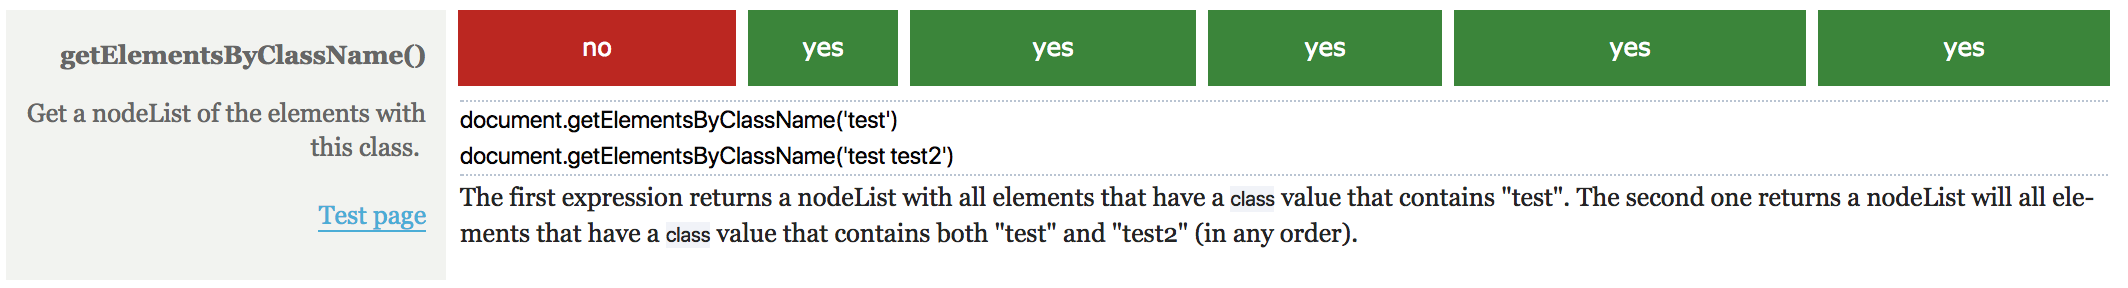 getElementsByClassName()
Get a nodeList of the elements with
this class.
Test page
no yes yes yes yes yes
document.getElementsByClassName('test')
document.getElementsByClassName('test test2')
The first expression returns a nodeList with all elements that have a class value that contains "test". The second one returns a nodeList will all ele-
ments that have a class value that contains both "test" and "test2" (in any order).